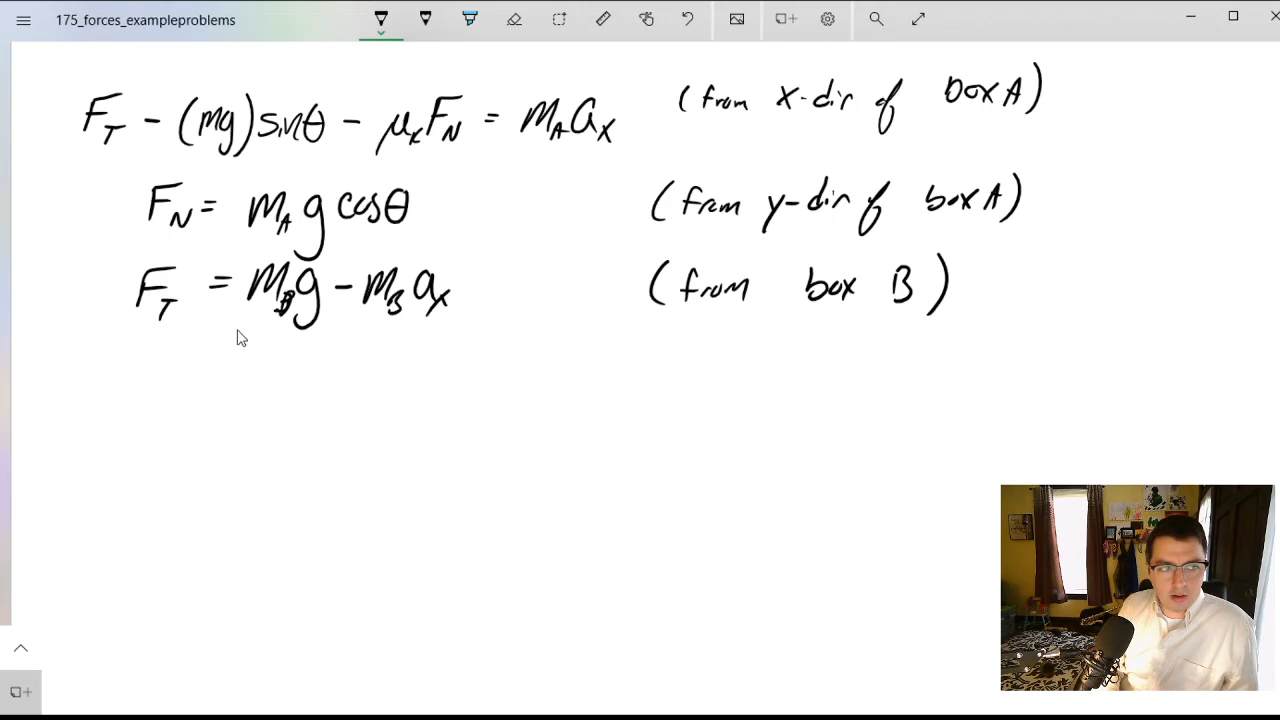 175_forces_exampleproblems
F_T - (mg) sinθ - μ_k F_N = m_A a_x (from x-dir of box A)
F_N = m_A g cosθ (from y-dir of box A)
F_T = m_B g - m_B a_x (from box B)